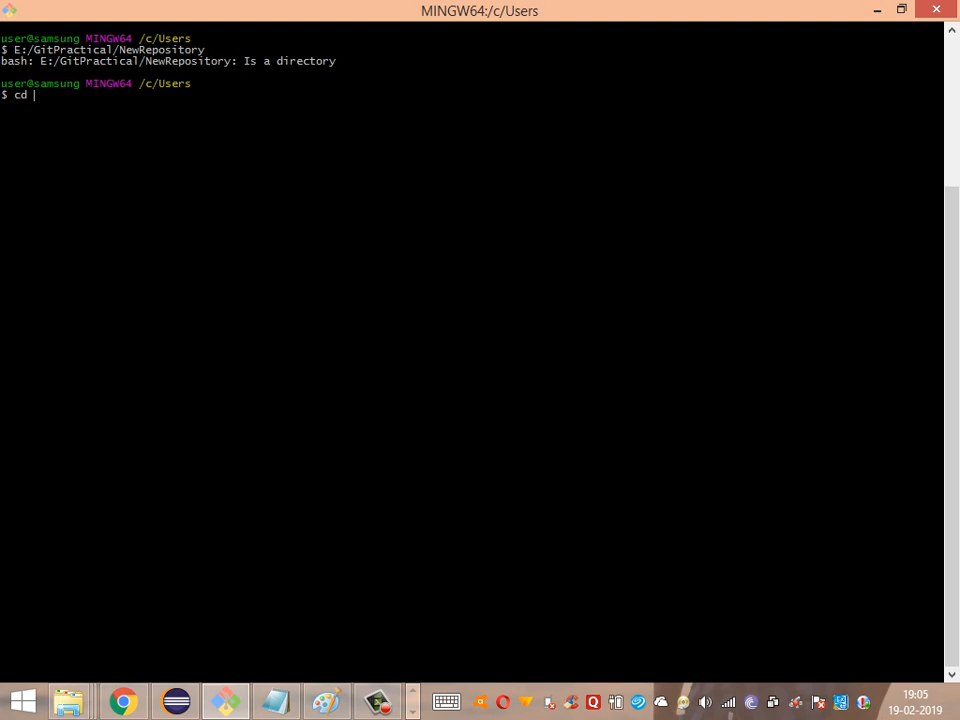 MINGW64:/c/Users
user@samsung MINGW64 /c/Users
$ E:/GitPractical/NewRepository
bash: E:/GitPractical/NewRepository: Is a directory
user@samsung MINGW64 /c/Users
$ cd
Q
19:05
19-02-2019